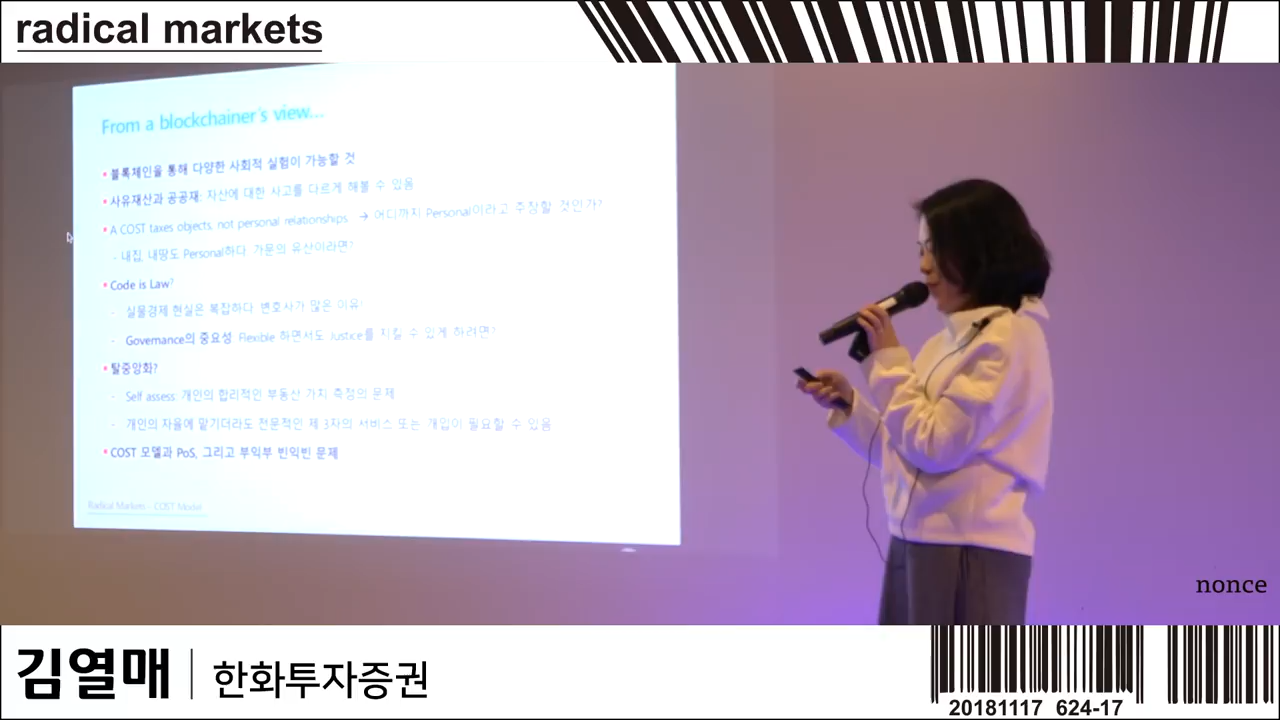 radical markets
From a blockchainer's view...
블록체인을 통해 다양한 사회적 실험이 가능할 것
사유재산과 공공재: 자산에 대한 사고를 다르게 해볼 수 있음
A COST taxes objects, not personal relationships → 어디까지 Personal이라고 주장할 것인가?
- 내집, 내땅도 Personal하다. 가문의 유산이라면?
Code is Law?
- 실물경제 현실은 복잡하다. 변호사가 많은 이유!
- Governance의 중요성: Flexible 하면서도 Justice를 지킬 수 있게 하려면?
탈중앙화?
- Self assess: 개인의 합리적인 부동산 가치 측정의 문제
- 개인의 자율에 맡기더라도 전문적인 제 3자의 서비스 또는 개입이 필요할 수 있음
COST 모델과 PoS, 그리고 부익부 빈익빈 문제
Radical Markets - COST Model
nonce
김열매 | 한화투자증권
20181117 624-17